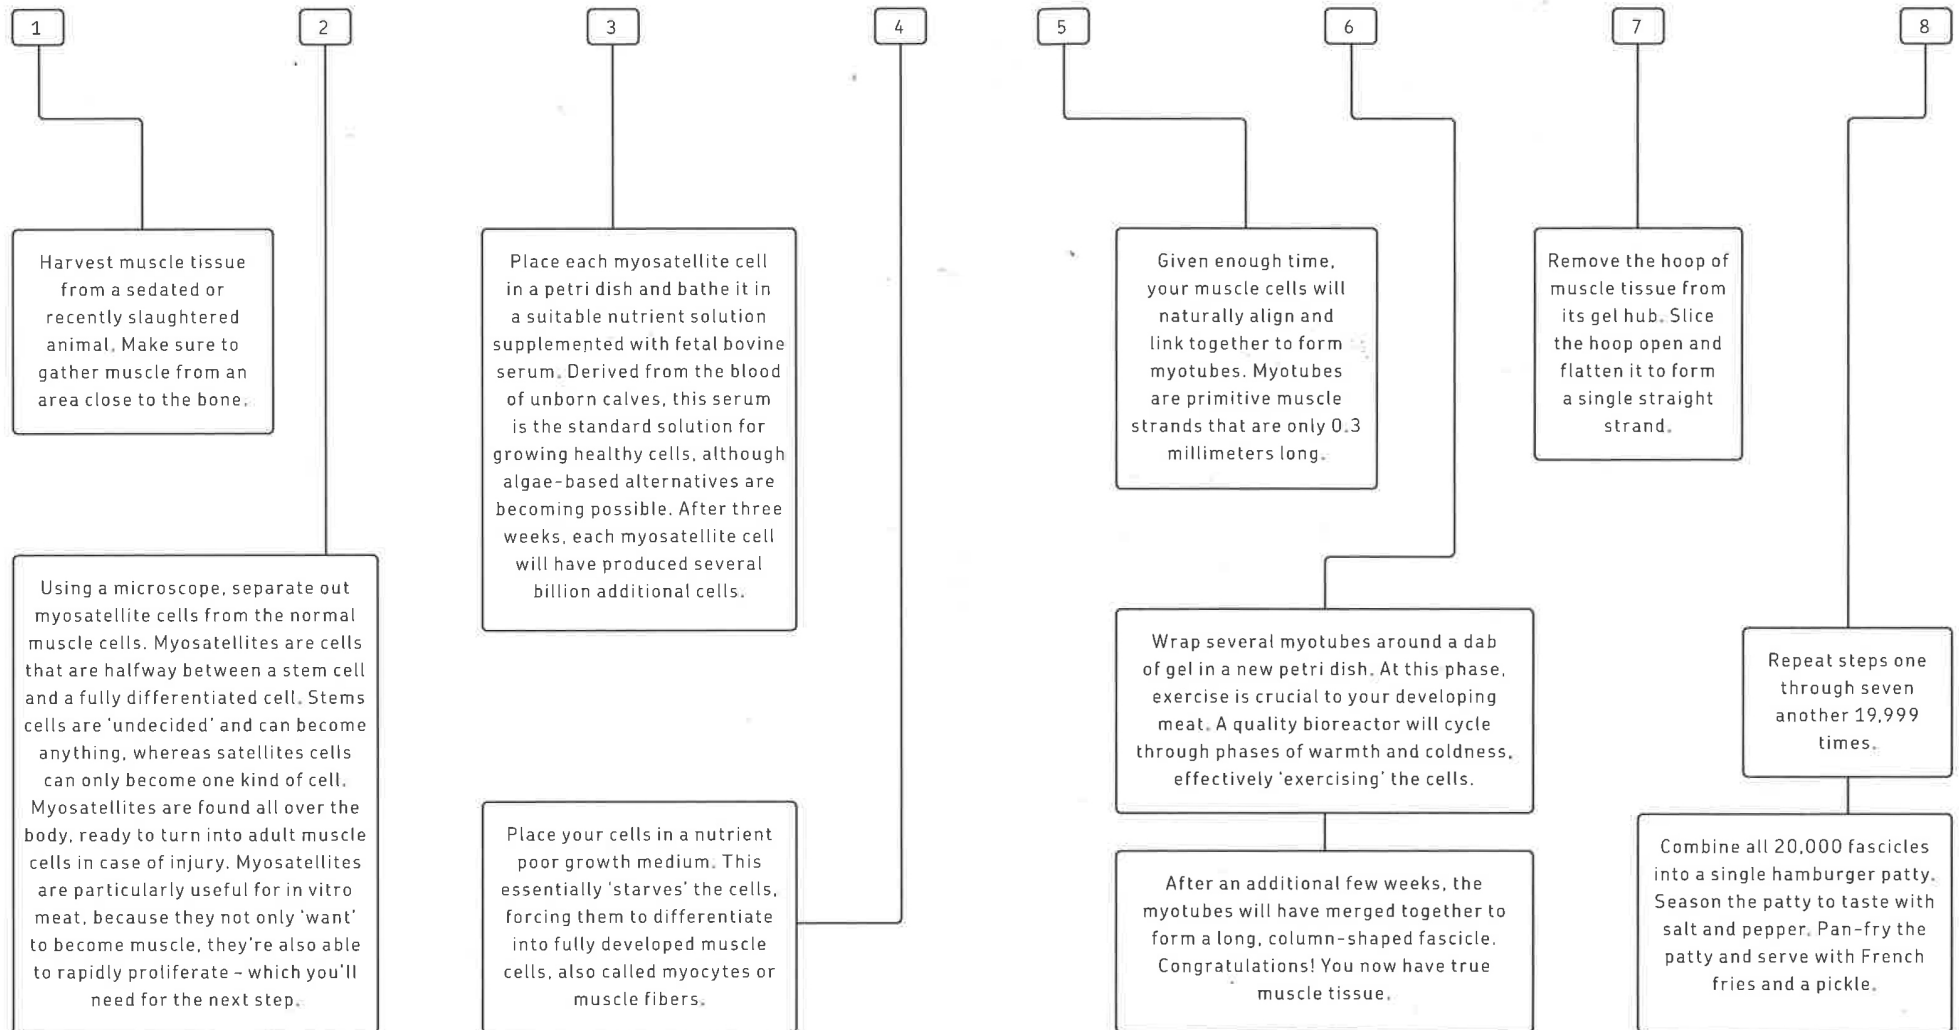 1
Harvest muscle tissue
from a sedated or
recently slaughtered
animal. Make sure to
gather muscle from an
area close to the bone.
2
Using a microscope, separate out
myosatellite cells from the normal
muscle cells. Myosatellites are cells
that are halfway between a stem cell
and a fully differentiated cell. Stems
cells are ‘undecided’ and can become
anything, whereas satellites cells
can only become one kind of cell.
Myosatellites are found all over the
body, ready to turn into adult muscle
cells in case of injury. Myosatellites
are particularly useful for in vitro
meat, because they not only ‘want’
to become muscle, they’re also able
to rapidly proliferate – which you’ll
need for the next step.
3
Place each myosatellite cell
in a petri dish and bathe it in
a suitable nutrient solution
supplemented with fetal bovine
serum. Derived from the blood
of unborn calves, this serum
is the standard solution for
growing healthy cells, although
algae-based alternatives are
becoming possible. After three
weeks, each myosatellite cell
will have produced several
billion additional cells.
4
Place your cells in a nutrient
poor growth medium. This
essentially ‘starves’ the cells,
forcing them to differentiate
into fully developed muscle
cells, also called myocytes or
muscle fibers.
5
Given enough time,
your muscle cells will
naturally align and
link together to form
myotubes. Myotubes
are primitive muscle
strands that are only 0.3
millimeters long.
6
Wrap several myotubes around a dab
of gel in a new petri dish. At this phase,
exercise is crucial to your developing
meat. A quality bioreactor will cycle
through phases of warmth and coldness,
effectively ‘exercising’ the cells.
After an additional few weeks, the
myotubes will have merged together to
form a long, column-shaped fascicle.
Congratulations! You now have true
muscle tissue.
7
Remove the hoop of
muscle tissue from
its gel hub. Slice
the hoop open and
flatten it to form
a single straight
strand.
8
Repeat steps one
through seven
another 19,999
times.
Combine all 20,000 fascicles
into a single hamburger patty.
Season the patty to taste with
salt and pepper. Pan-fry the
patty and serve with French
fries and a pickle.